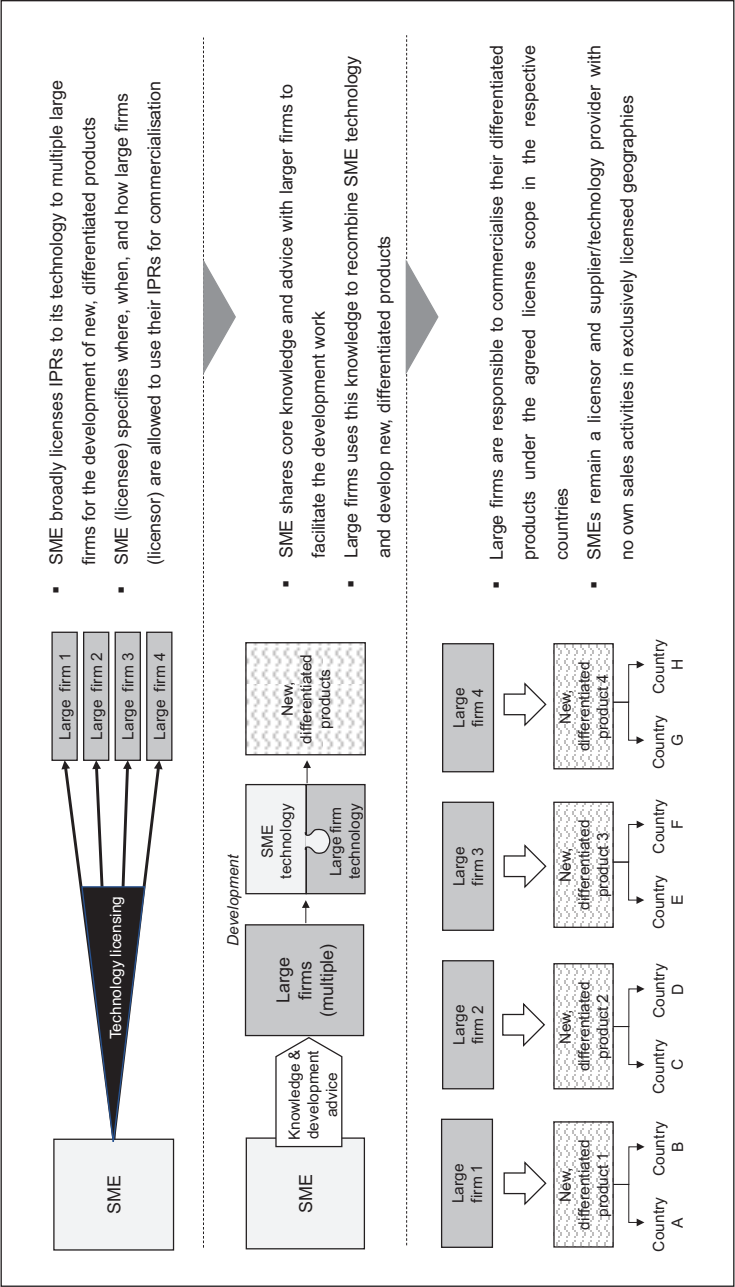 SME
Technology licensing
Large firm 1
Large firm 2
Large firm 3
Large firm 4
▪ SME broadly licenses IPRs to its technology to multiple large
firms for the development of new, differentiated products
▪ SME (licensee) specifies where, when, and how large firms
(licensor) are allowed to use their IPRs for commercialisation
SME
Knowledge &
development
advice
Large
firms
(multiple)
Development
SME
technology
Large firm
technology
New,
differentiated
products
▪ SME shares core knowledge and advice with larger firms to
facilitate the development work
▪ Large firms uses this knowledge to recombine SME technology
and develop new, differentiated products
Large
firm 1
New,
differentiated
product 1
Country
A
Country
B
Large
firm 2
New,
differentiated
product 2
Country
C
Country
D
Large
firm 3
New,
differentiated
product 3
Country
E
Country
F
Large
firm 4
New,
differentiated
product 4
Country
G
Country
H
▪ Large firms are responsible to commercialise their differentiated
products under the agreed license scope in the respective
countries
▪ SMEs remain a licensor and supplier/technology provider with
no own sales activities in exclusively licensed geographies